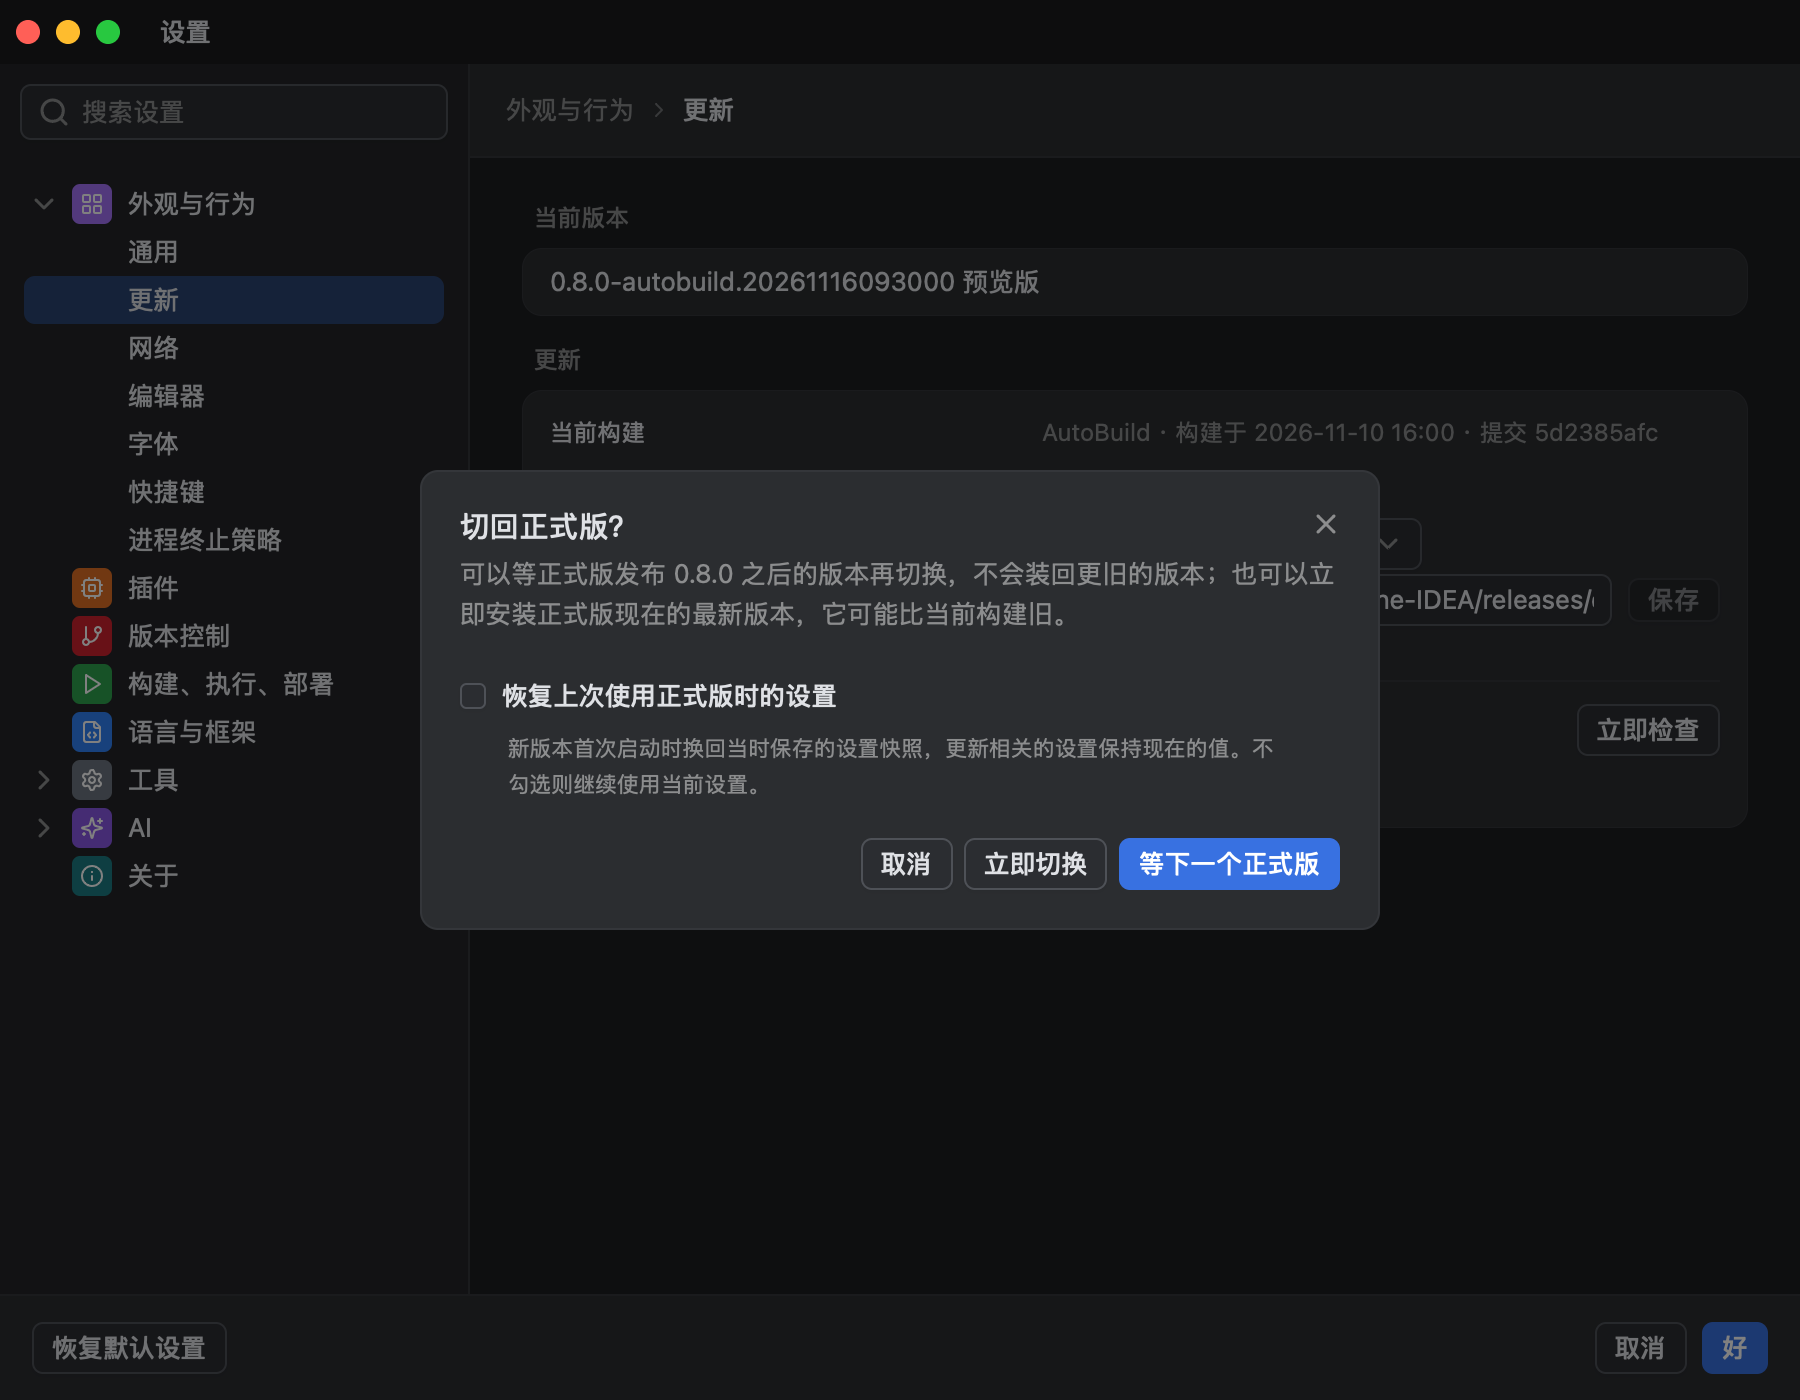 设置
搜索设置
外观与行为
通用
更新
网络
编辑器
字体
快捷键
进程终止策略
插件
版本控制
构建、执行、部署
语言与框架
工具
AI
关于
外观与行为 > 更新
当前版本
0.8.0-autobuild.20261116093000 预览版
更新
当前构建
AutoBuild · 构建于 2026-11-10 16:00 · 提交 5d2385afc
切回正式版?
可以等正式版发布 0.8.0 之后的版本再切换，不会装回更旧的版本；也可以立
即安装正式版现在的最新版本，它可能比当前构建旧。
恢复上次使用正式版时的设置
新版本首次启动时换回当时保存的设置快照，更新相关的设置保持现在的值。不
勾选则继续使用当前设置。
取消
立即切换
等下一个正式版
ne-IDEA/releases/
保存
立即检查
恢复默认设置
取消
好